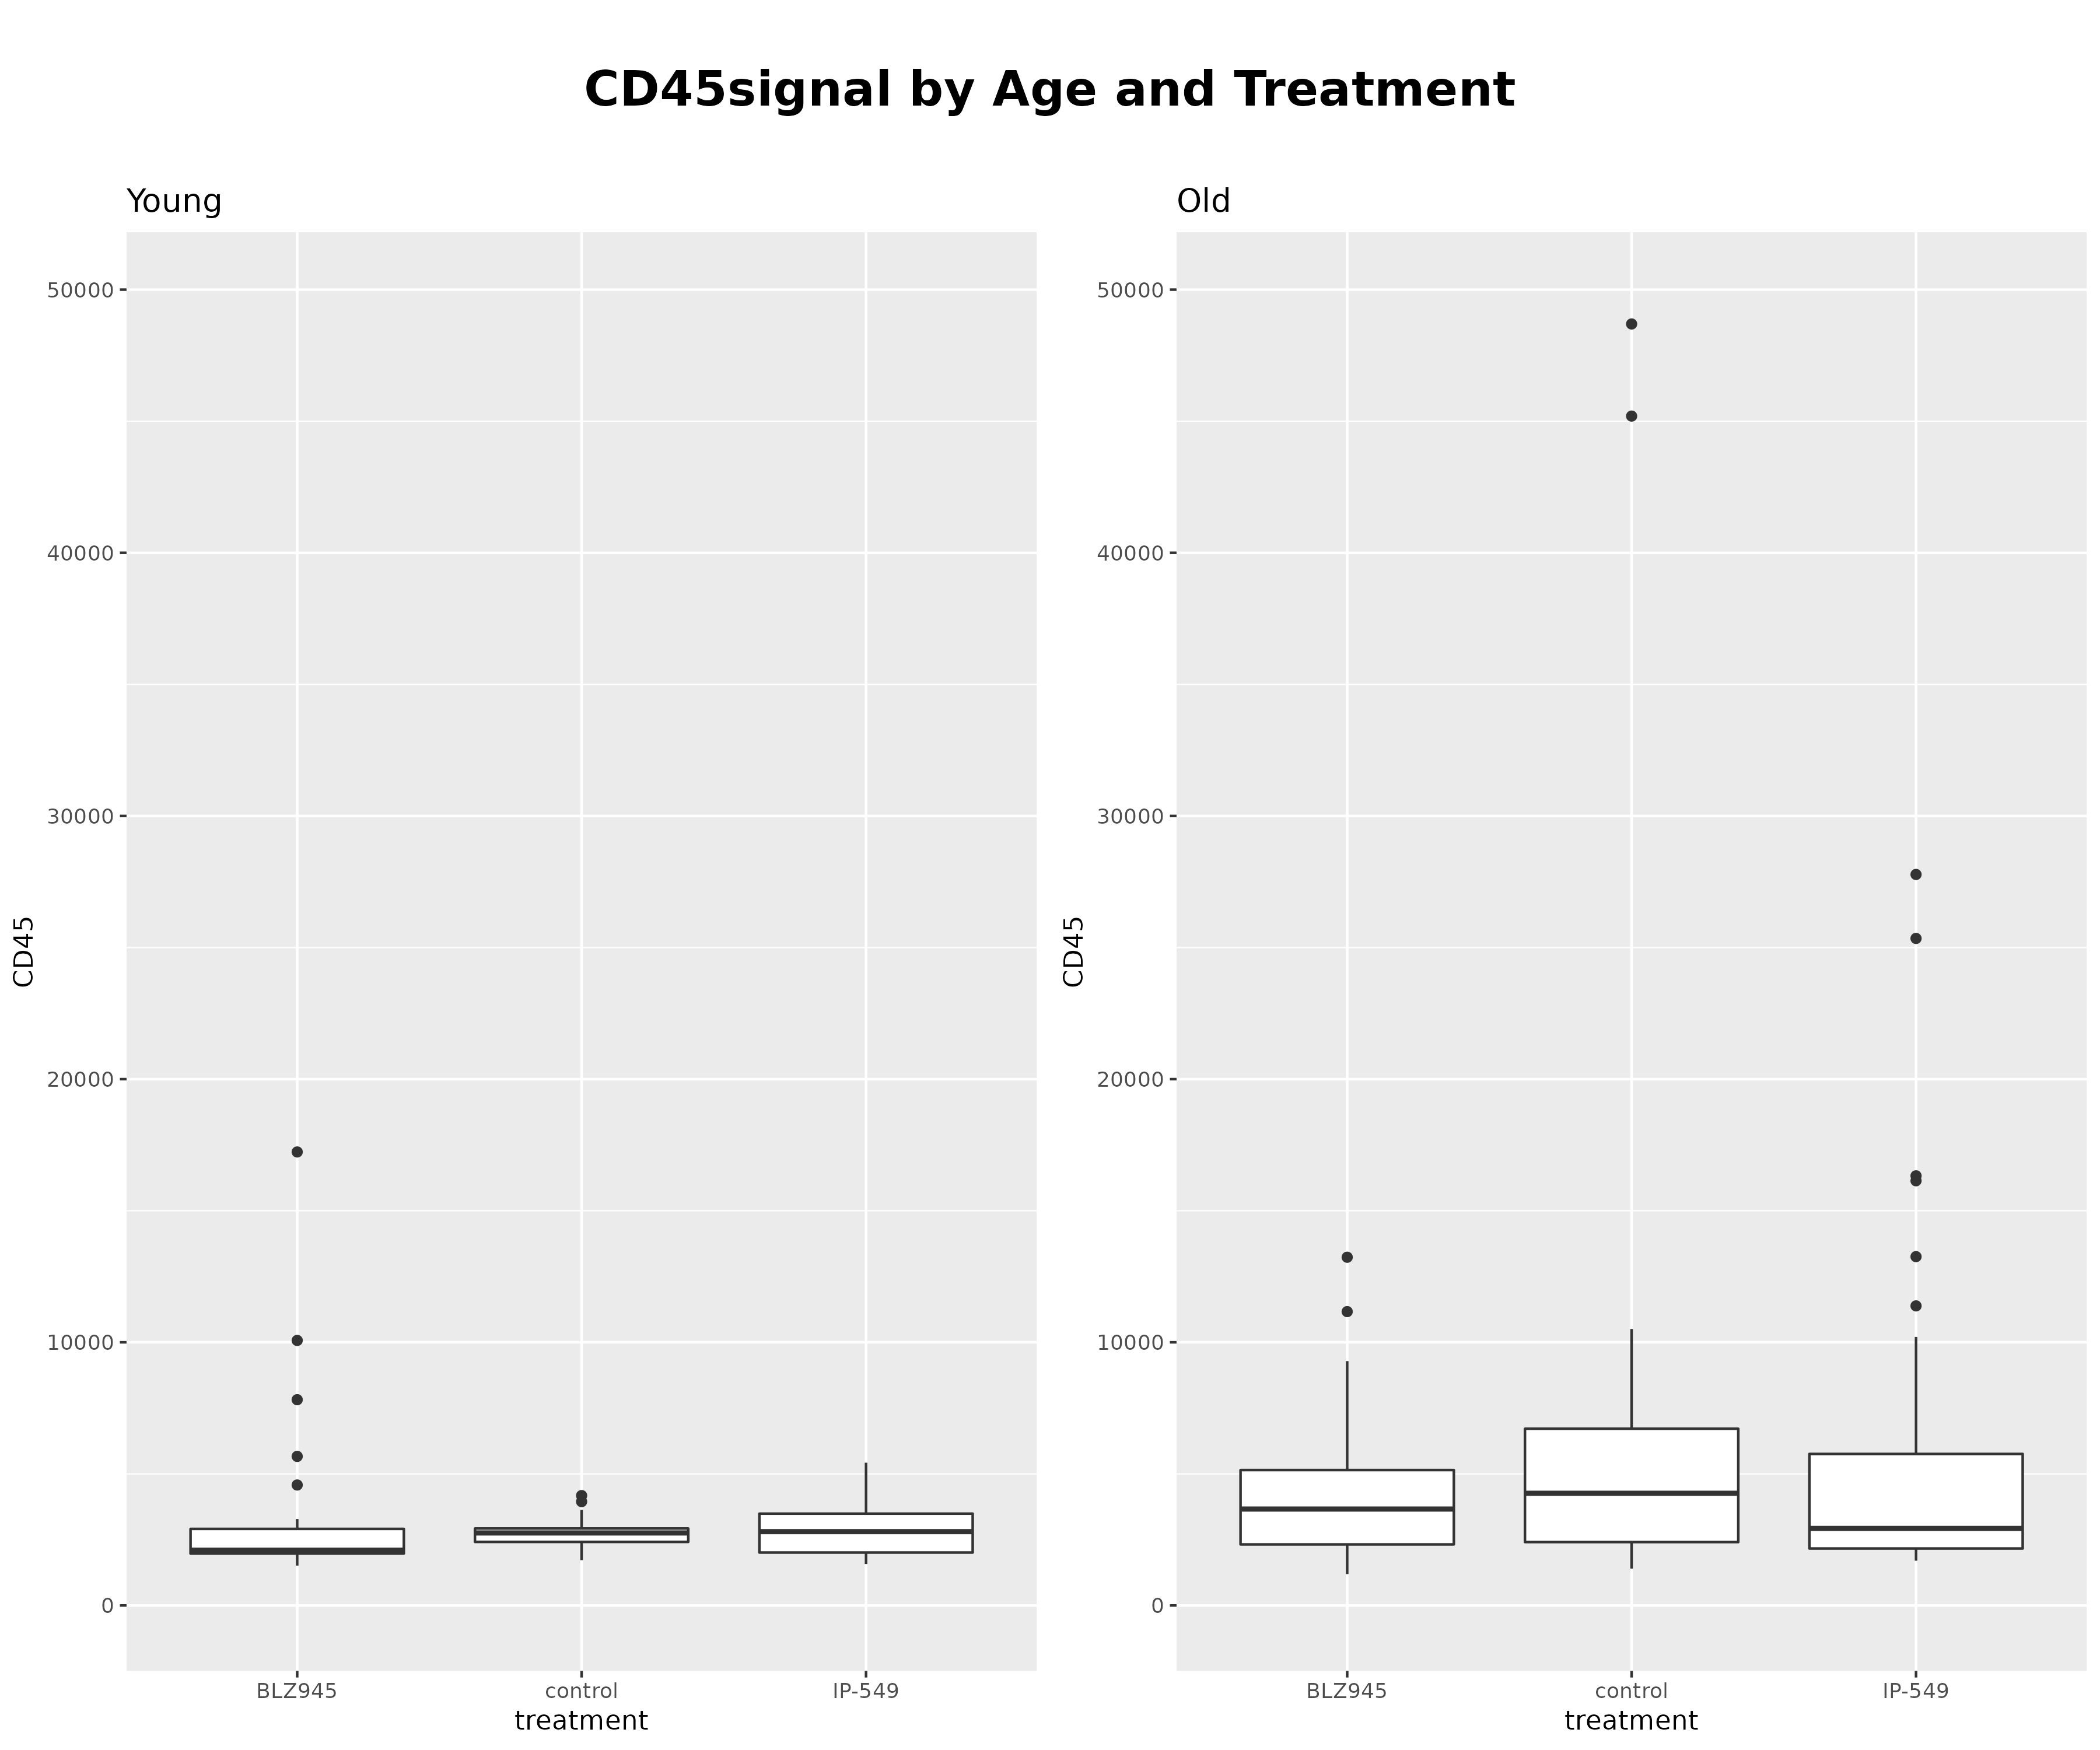 CD45signal by Age and Treatment
Young
50000
40000
30000
20000
10000
0
CD45
BLZ945 control IP-549
treatment
Old
50000
40000
30000
20000
10000
0
CD45
BLZ945 control IP-549
treatment